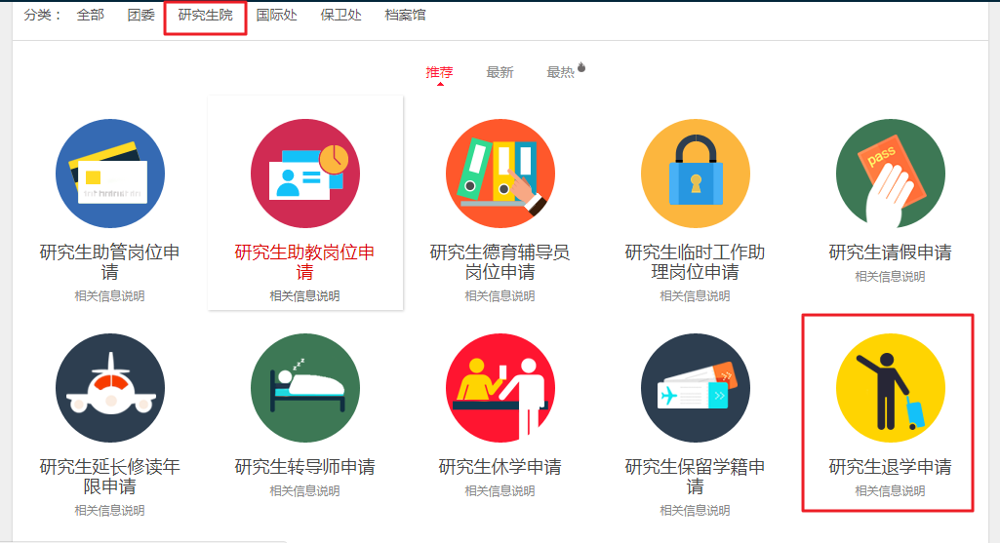 分类： 全部 团委 研究生院 国际处 保卫处 档案馆
推荐 最新 最热
pass
研究生助管岗位申
请
相关信息说明
研究生助教岗位申
请
相关信息说明
研究生德育辅导员
岗位申请
相关信息说明
研究生临时工作助
理岗位申请
相关信息说明
研究生请假申请
相关信息说明
z z z
研究生延长修读年
限申请
相关信息说明
研究生转导师申请
相关信息说明
研究生休学申请
相关信息说明
研究生保留学籍申
请
相关信息说明
研究生退学申请
相关信息说明